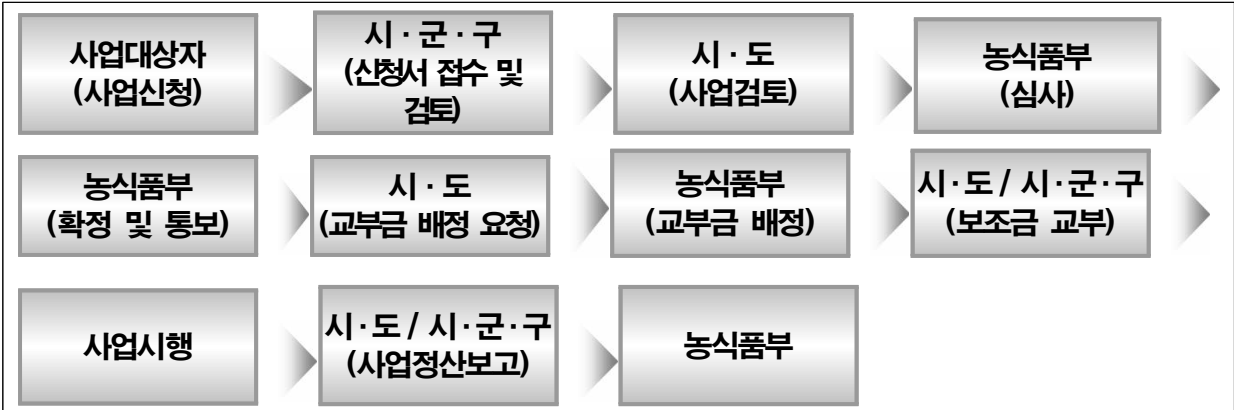 사업대상자
(사업신청)
시·군·구
(신청서 접수 및
검토)
시·도
(사업검토)
농식품부
(심사)
농식품부
(확정 및 통보)
시·도
(교부금 배정 요청)
농식품부
(교부금 배정)
시·도 / 시·군·구
(보조금 교부)
사업시행
시·도 / 시·군·구
(사업정산보고)
농식품부